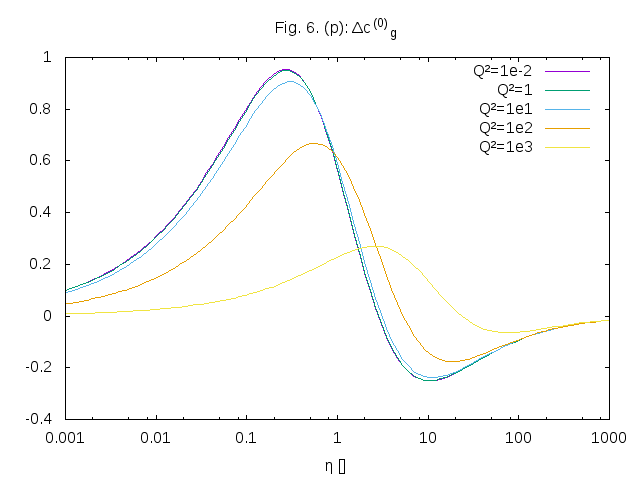 Fig. 6. (p): Δc⁽⁰⁾g
Q²=1e-2
Q²=1
Q²=1e1
Q²=1e2
Q²=1e3
1
0.8
0.6
0.4
0.2
0
-0.2
-0.4
0.001 0.01 0.1 1 10 100 1000
η []